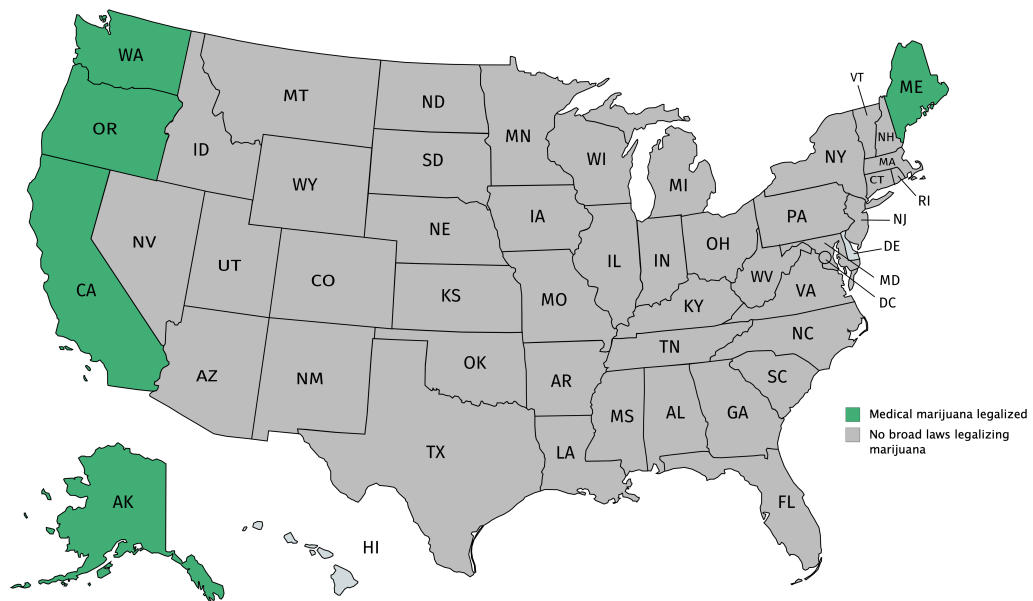 WA
ME
VT
MT
ND
OR
MN
NH
ID
SD
WI
NY
MA
WY
MI
CT
RI
IA
PA
NJ
NE
NV
OH
DE
UT
IL
IN
WV
MD
CO
CA
KS
MO
VA
DC
KY
NC
TN
OK
AZ
NM
AR
SC
MS
AL
GA
Medical marijuana legalized
No broad laws legalizing
marijuana
TX
LA
AK
FL
HI